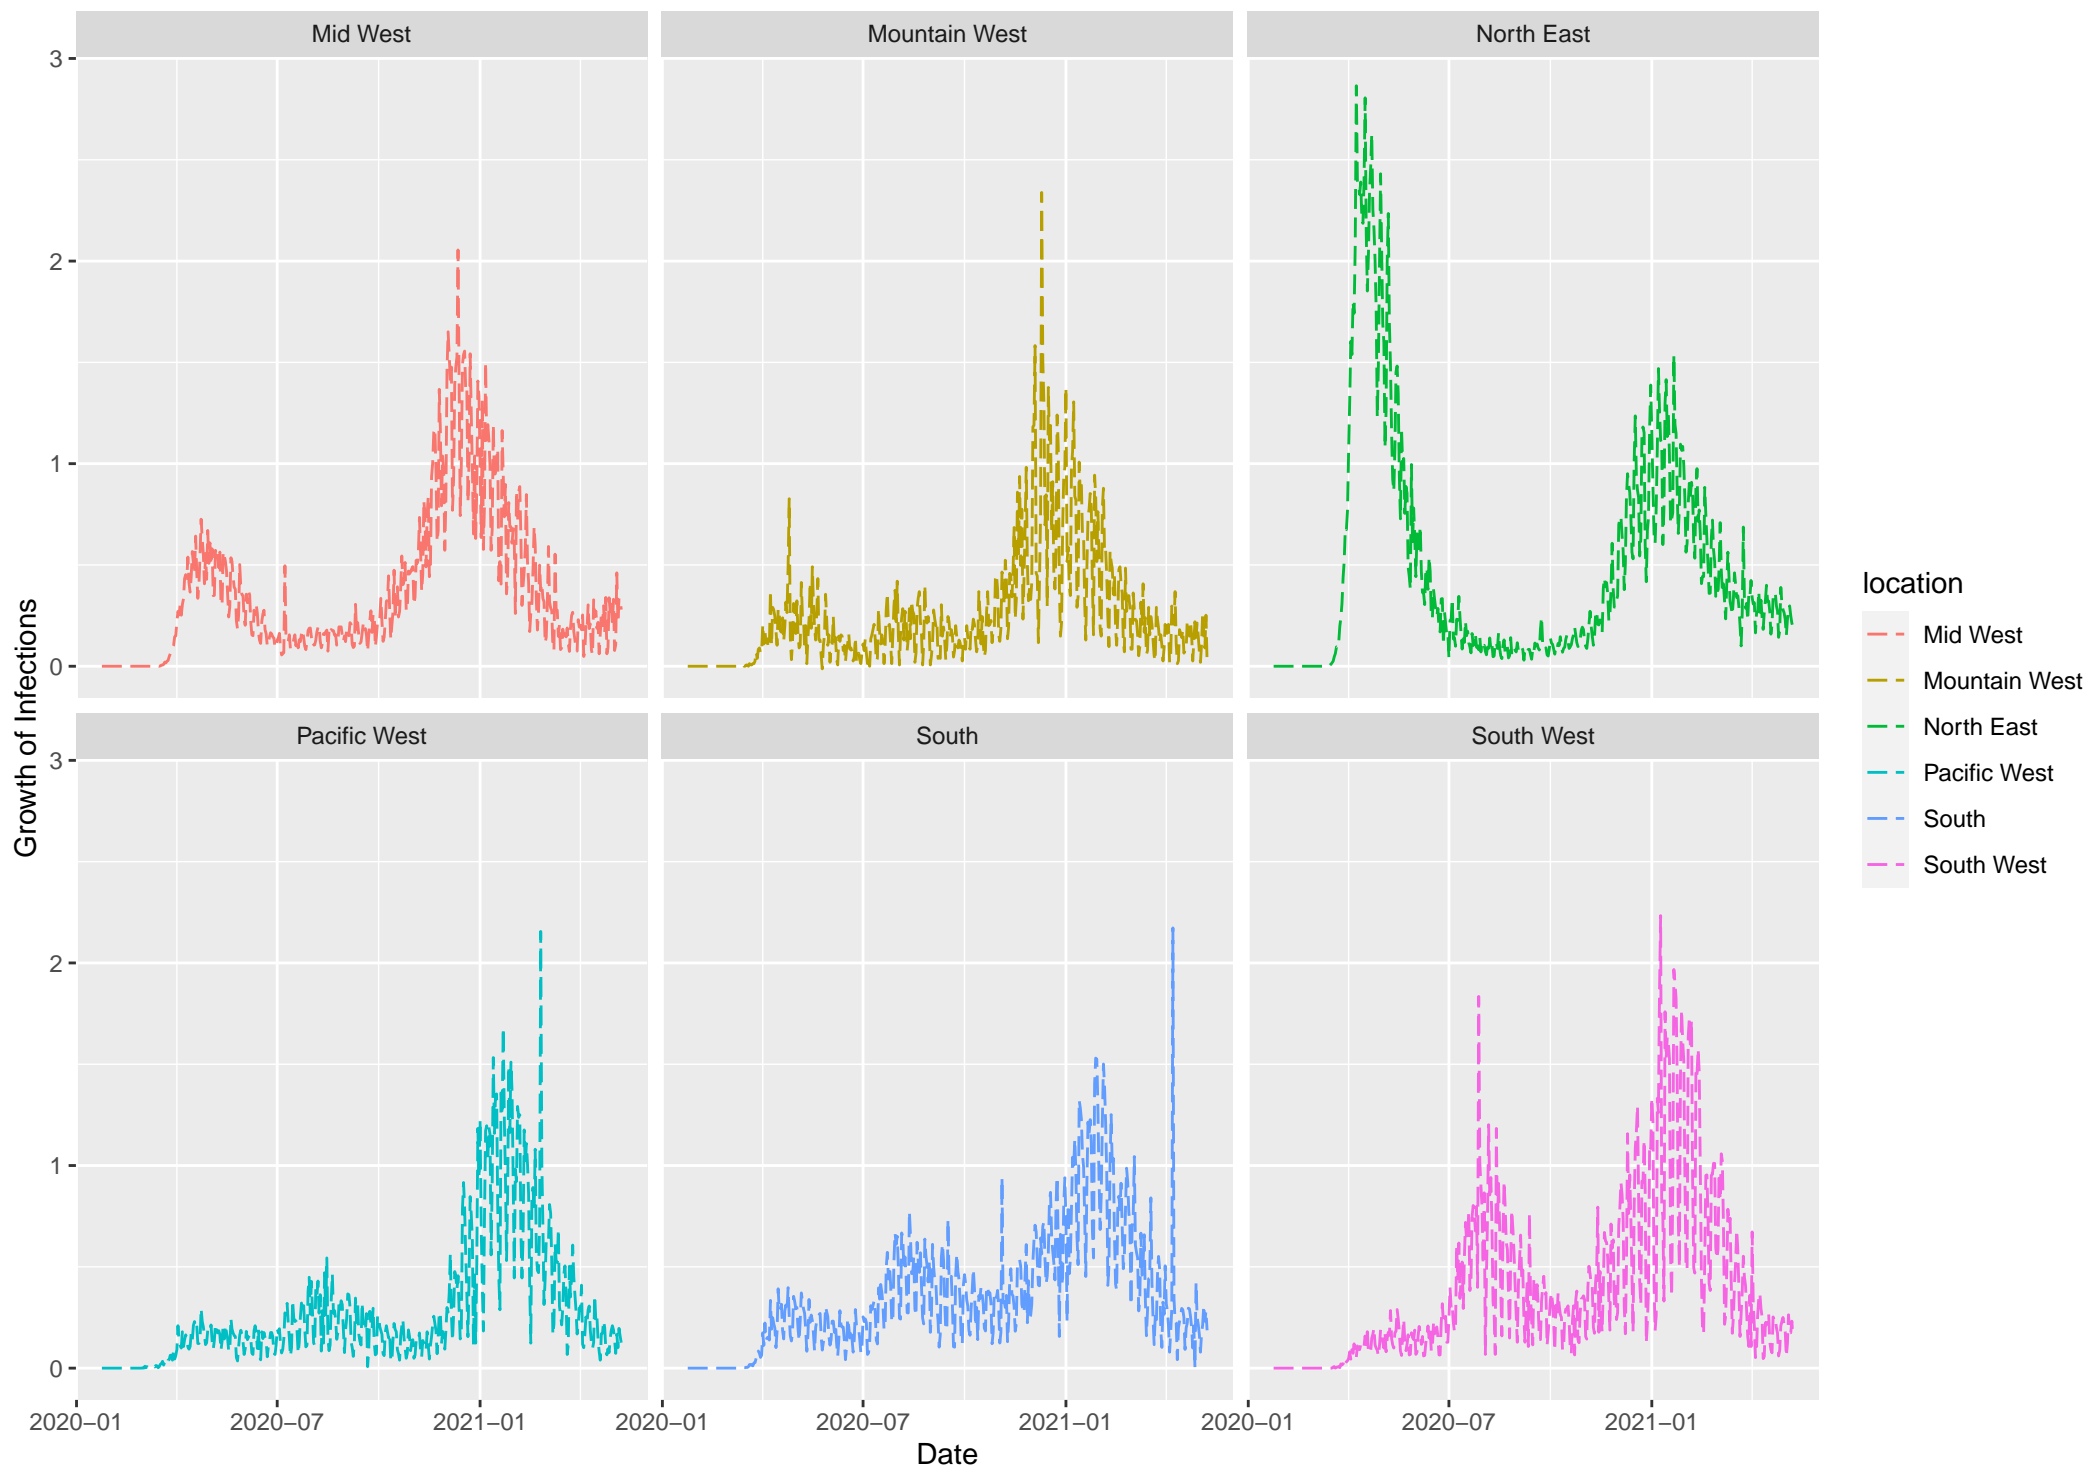 Mid West
Mountain West
North East
3
2
1
0
Growth of Infections
Pacific West
South
South West
3
2
1
0
2020–01
2020–07
2021–01
2020–01
2020–07
2021–01
2020–01
2020–07
2021–01
Date
location
Mid West
Mountain West
North East
Pacific West
South
South West